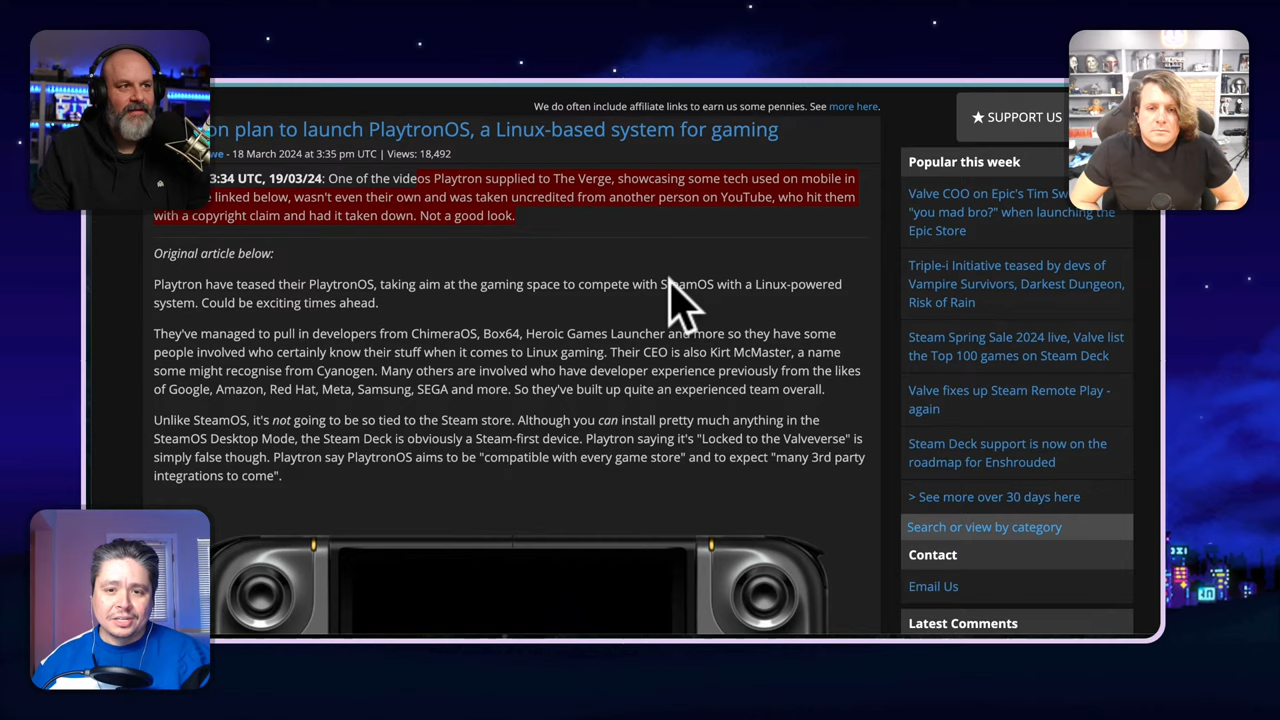 We do often include affiliate links to earn us some pennies. See more here.
on plan to launch PlaytronOS, a Linux-based system for gaming
we - 18 March 2024 at 3:35 pm UTC | Views: 18,492
3:34 UTC, 19/03/24: One of the videos Playtron supplied to The Verge, showcasing some tech used on mobile in
linked below, wasn't even their own and was taken uncredited from another person on YouTube, who hit them
with a copyright claim and had it taken down. Not a good look.
Original article below:
Playtron have teased their PlaytronOS, taking aim at the gaming space to compete with SteamOS with a Linux-powered
system. Could be exciting times ahead.
They've managed to pull in developers from ChimeraOS, Box64, Heroic Games Launcher and more so they have some
people involved who certainly know their stuff when it comes to Linux gaming. Their CEO is also Kirt McMaster, a name
some might recognise from Cyanogen. Many others are involved who have developer experience previously from the likes
of Google, Amazon, Red Hat, Meta, Samsung, SEGA and more. So they've built up quite an experienced team overall.
Unlike SteamOS, it's not going to be so tied to the Steam store. Although you can install pretty much anything in the
SteamOS Desktop Mode, the Steam Deck is obviously a Steam-first device. Playtron saying it's "Locked to the Valveverse" is
simply false though. Playtron say PlaytronOS aims to be "compatible with every game store" and to expect "many 3rd party
integrations to come".
★ SUPPORT US
Popular this week
Valve COO on Epic's Tim Sw
"you mad bro?" when launching the
Epic Store
Triple-i Initiative teased by devs of
Vampire Survivors, Darkest Dungeon,
Risk of Rain
Steam Spring Sale 2024 live, Valve list
the Top 100 games on Steam Deck
Valve fixes up Steam Remote Play -
again
Steam Deck support is now on the
roadmap for Enshrouded
> See more over 30 days here
Search or view by category
Contact
Email Us
Latest Comments